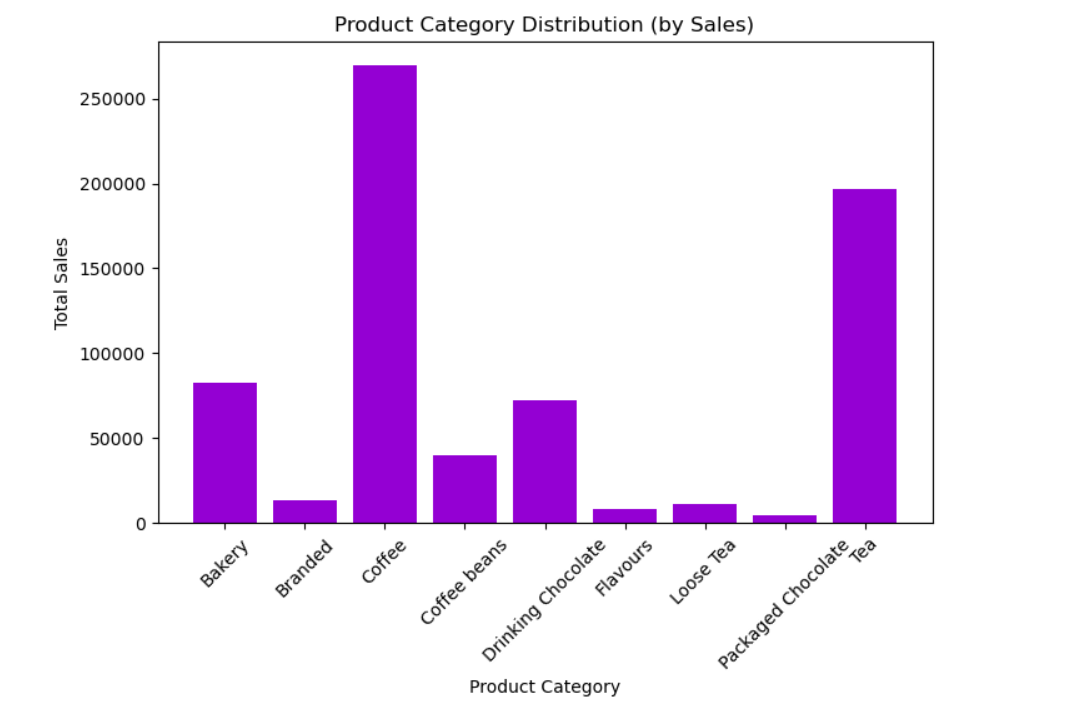 Product Category Distribution (by Sales)
Total Sales
250000
200000
150000
100000
50000
0
Bakery
Branded
Coffee
Coffee beans
Drinking Chocolate
Flavours
Loose Tea
Packaged Chocolate
Tea
Product Category